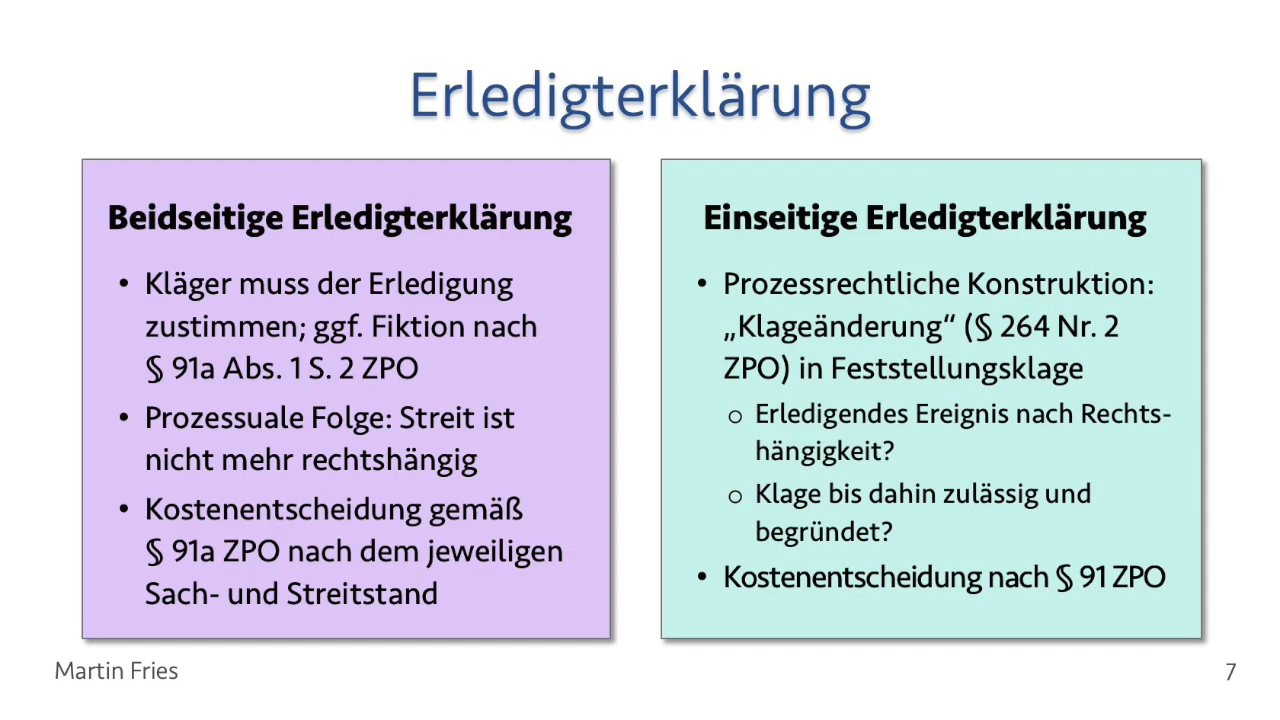 Erledigterklärung
Beidseitige Erledigterklärung
• Kläger muss der Erledigung
zustimmen; ggf. Fiktion nach
§ 91a Abs. 1 S. 2 ZPO
• Prozessuale Folge: Streit ist
nicht mehr rechtshängig
• Kostenentscheidung gemäß
§ 91a ZPO nach dem jeweiligen
Sach- und Streitstand
Einseitige Erledigterklärung
• Prozessrechtliche Konstruktion:
„Klageänderung“ (§ 264 Nr. 2
ZPO) in Feststellungsklage
o Erledigendes Ereignis nach Rechts-
hängigkeit?
o Klage bis dahin zulässig und
begründet?
• Kostenentscheidung nach § 91 ZPO
Martin Fries
7